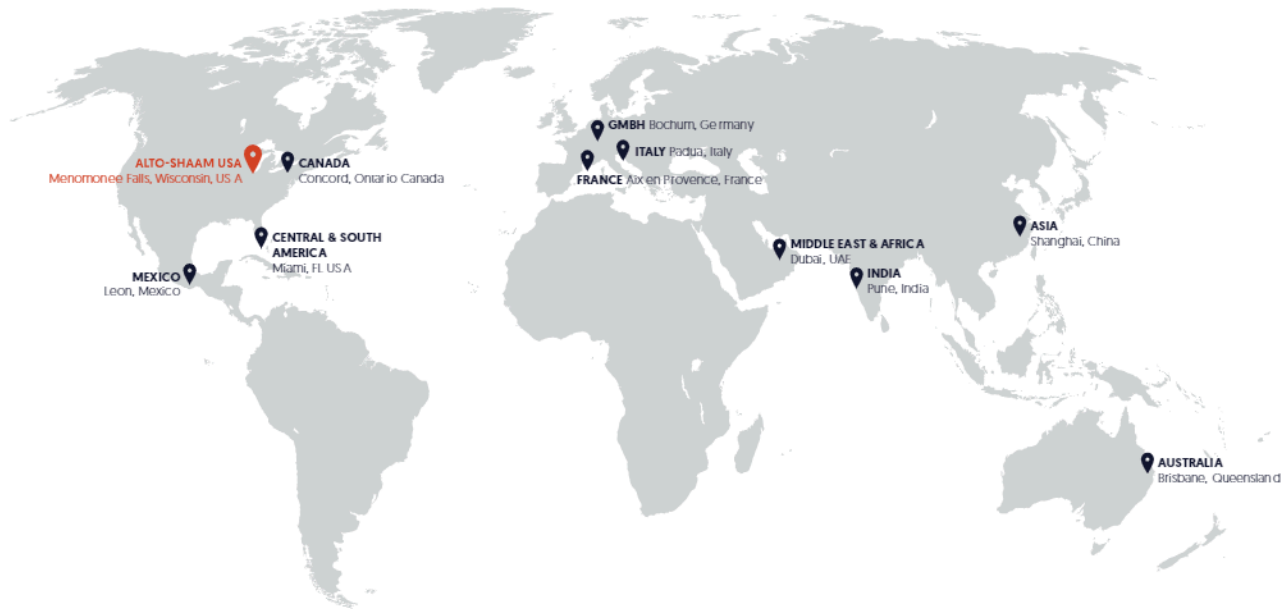 GMBH Bochum, Germany
ITALY Padua, Italy
FRANCE Aix en Provence, France
ALTO-SHAAM USA
Menomonee Falls, Wisconsin, US A
CANADA
Concord, Ontario Canada
CENTRAL & SOUTH
AMERICA
Miami, FL USA
MEXICO
Leon, Mexico
MIDDLE EAST & AFRICA
Dubai, UAE
INDIA
Pune, India
ASIA
Shanghai, China
AUSTRALIA
Brisbane, Queensland